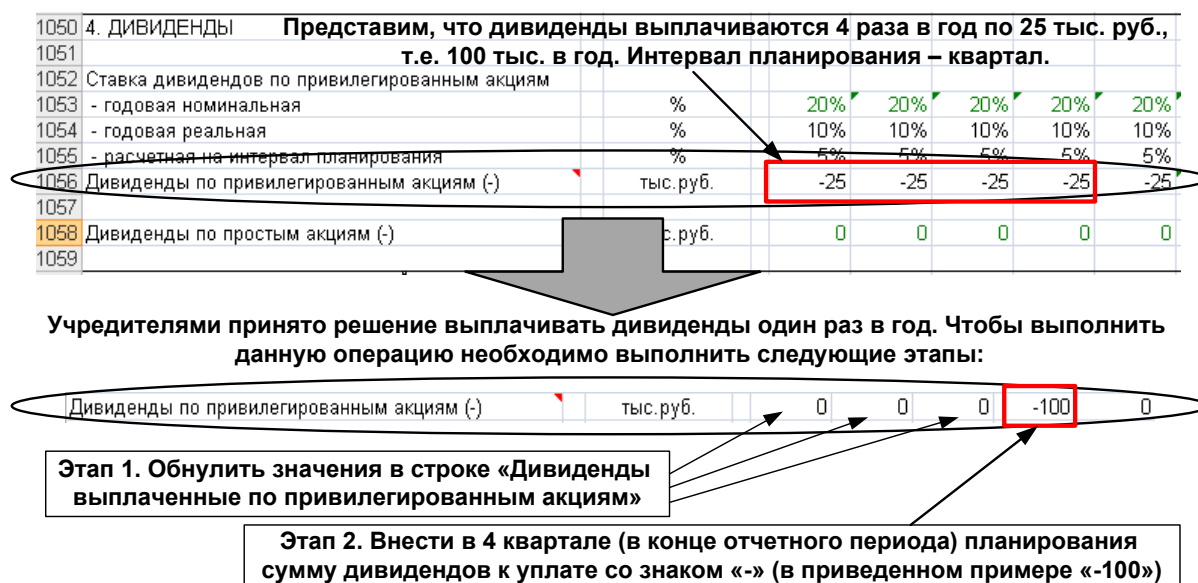 1050 4. ДИВИДЕНДЫ Представим, что дивиденды выплачиваются 4 раза в год по 25 тыс. руб.,
1051 т.е. 100 тыс. в год. Интервал планирования – квартал.
1052 Ставка дивидендов по привилегированным акциям
1053 - годовая номинальная % 20% 20% 20% 20% 20%
1054 - годовая реальная % 10% 10% 10% 10% 10%
1055 - расчетная на интервал планирования % 5% 5% 5% 5% 5%
1056 Дивиденды по привилегированным акциям (-) тыс.руб. -25 -25 -25 -25 -25
1057
1058 Дивиденды по простым акциям (-) с.руб. 0 0 0 0 0
1059
Учредителями принято решение выплачивать дивиденды один раз в год. Чтобы выполнить
данную операцию необходимо выполнить следующие этапы:
Дивиденды по привилегированным акциям (-) тыс.руб. 0 0 0 -100 0
Этап 1. Обнулить значения в строке «Дивиденды
выплаченные по привилегированным акциям»
Этап 2. Внести в 4 квартале (в конце отчетного периода) планирования
сумму дивидендов к уплате со знаком «-» (в приведенном примере «-100»)